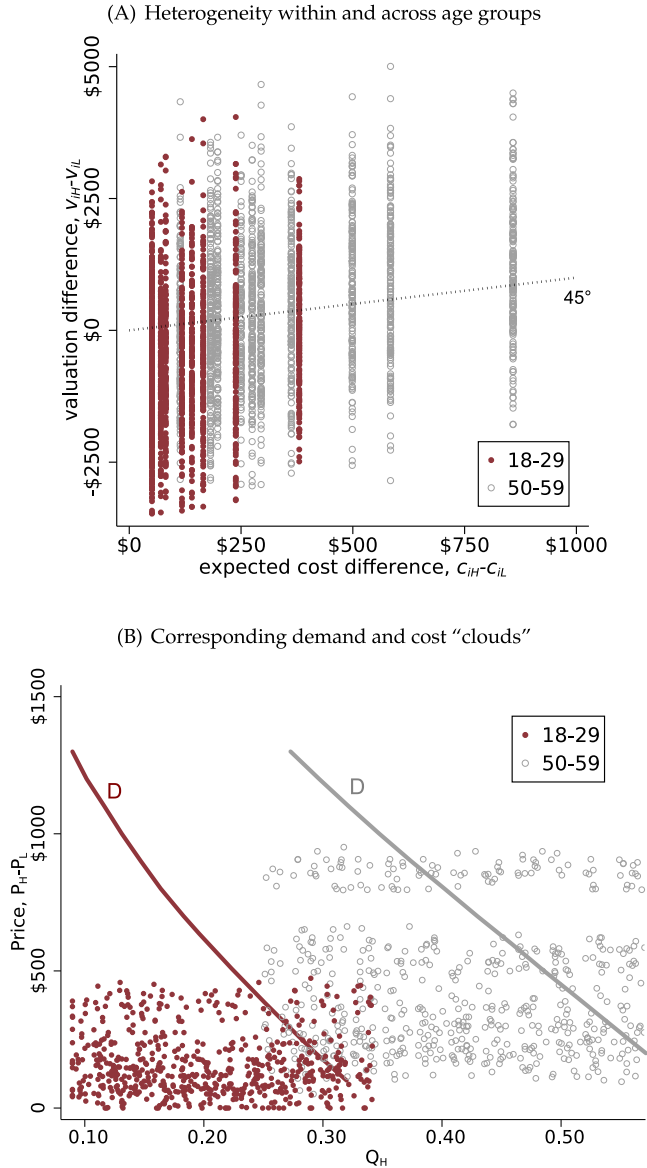 (A) Heterogeneity within and across age groups
valuation difference, v_iH-v_iL
$5000
$2500
$0
-$2500
45°
18-29
50-59
$0 $250 $500 $750 $1000
expected cost difference, c_iH-c_iL
(B) Corresponding demand and cost “clouds”
Price, P_H-P_L
$1500
$1000
$500
0
D
D
18-29
50-59
0.10 0.20 0.30 0.40 0.50
Q_H